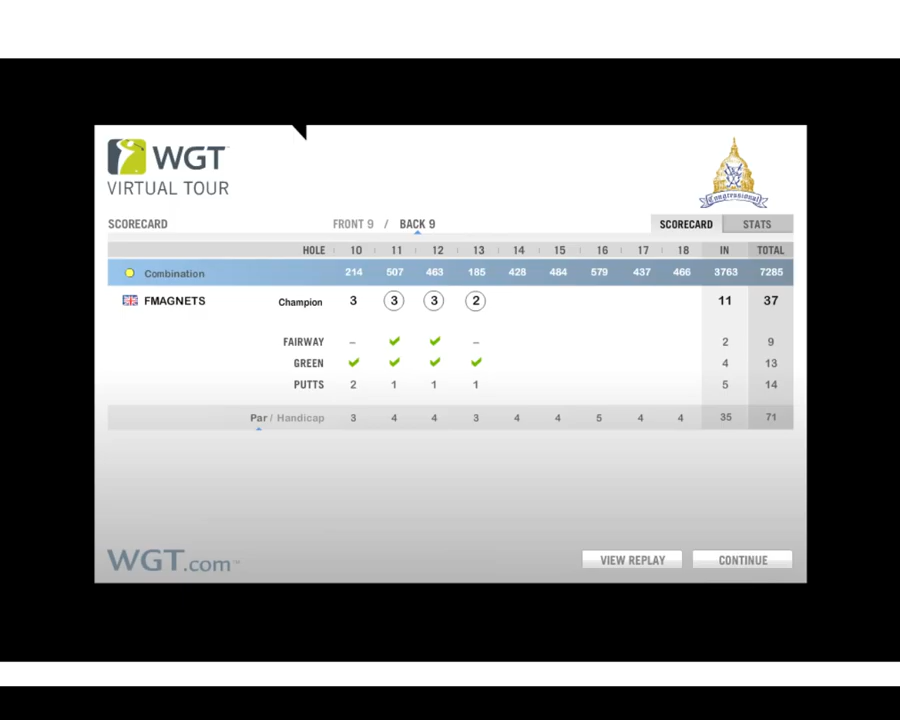 WGT
VIRTUAL TOUR
Congressional
SCORECARD FRONT 9 / BACK 9 SCORECARD STATS
HOLE 10 11 12 13 14 15 16 17 18 IN TOTAL
Combination 214 507 463 185 428 484 579 437 466 3763 7285
FMAGNETS Champion 3 3 3 2 11 37
FAIRWAY – ✔ ✔ – 2 9
GREEN ✔ ✔ ✔ ✔ 4 13
PUTTS 2 1 1 1 5 14
Par / Handicap 3 4 4 3 4 4 5 4 4 35 71
WGT.com™ VIEW REPLAY CONTINUE